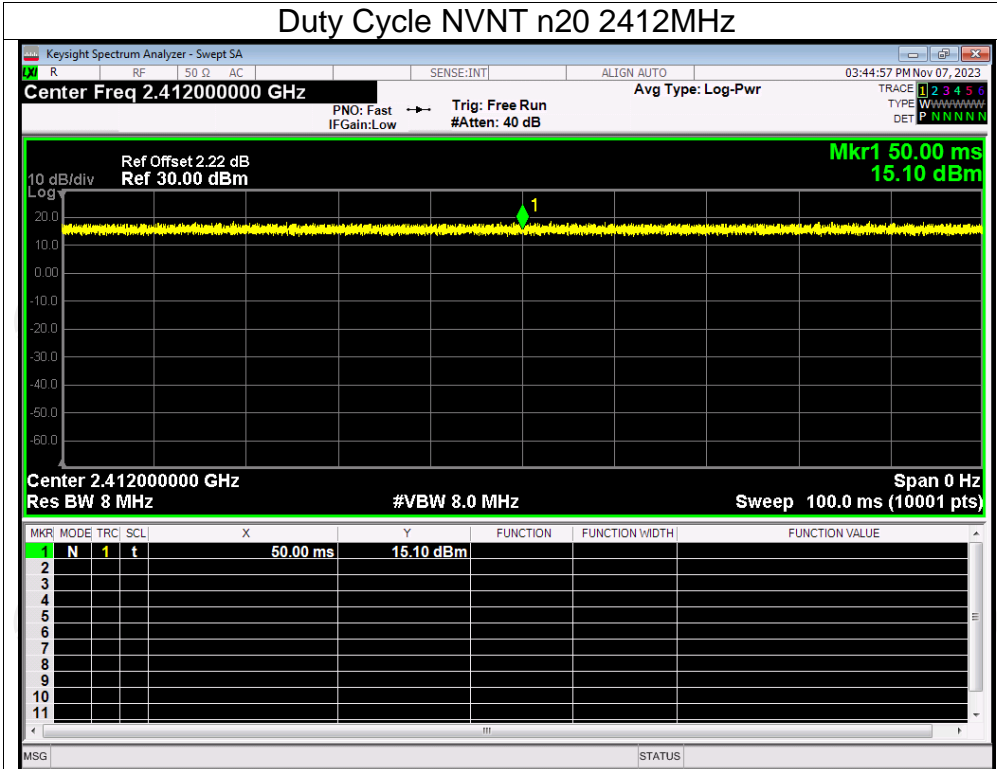 Duty Cycle NVNT n20 2412MHz
Keysight Spectrum Analyzer - Swept SA
LXI R RF 50 Ω AC SENSE:INT ALIGN AUTO 03:44:57 PM Nov 07, 2023
Center Freq 2.412000000 GHz Avg Type: Log-Pwr TRACE 1 2 3 4 5 6
PNO: Fast Trig: Free Run TYPE WWWWWW
IFGain:Low #Atten: 40 dB DET P N N N N N
Mkr1 50.00 ms
Ref Offset 2.22 dB
10 dB/div Ref 30.00 dBm 15.10 dBm
Log
1
20.0
10.0
0.00
-10.0
-20.0
-30.0
-40.0
-50.0
-60.0
Center 2.412000000 GHz Span 0 Hz
Res BW 8 MHz #VBW 8.0 MHz Sweep 100.0 ms (10001 pts)
MKR MODE TRC SCL X Y FUNCTION FUNCTION WIDTH FUNCTION VALUE
1 N 1 t 50.00 ms 15.10 dBm
2
3
4
5
6
7
8
9
10
11
MSG STATUS